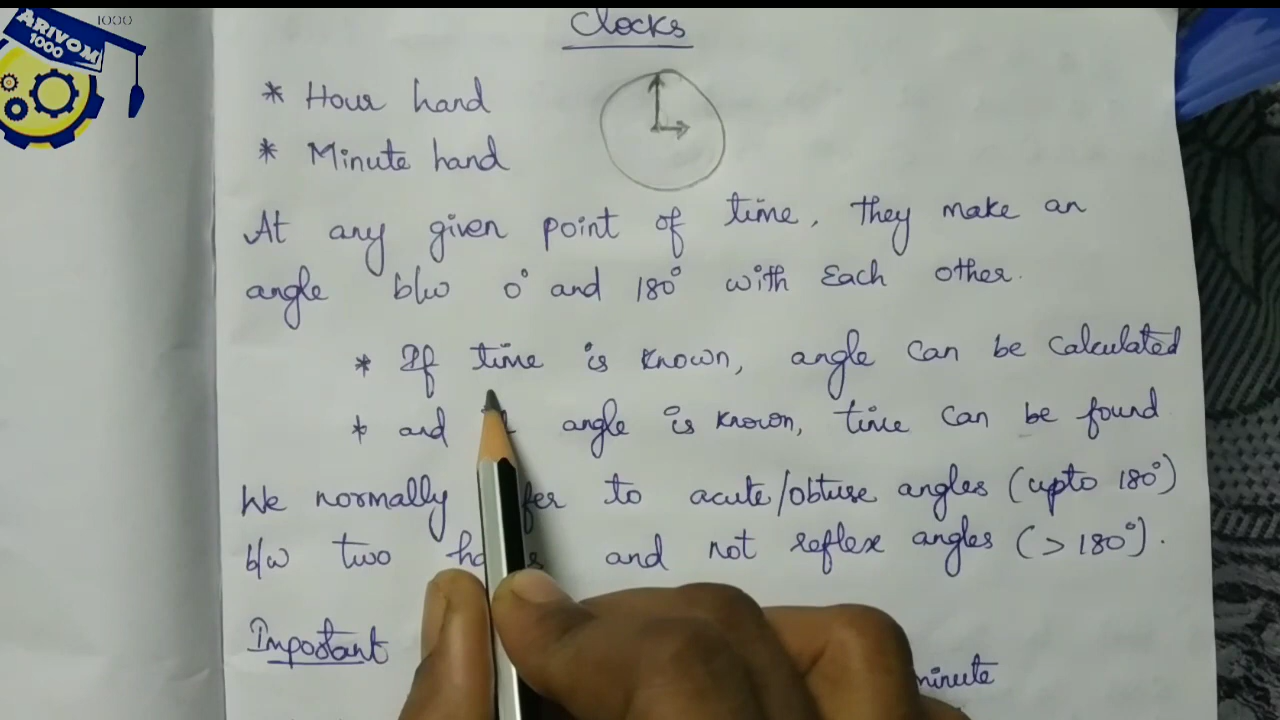 1000
ARIVOM
1000
Clocks
* Hour hand
* Minute hand
At any given point of time, they make an
angle b/w 0° and 180° with each other.
* If time is known, angle can be calculated
* and angle is known, time can be found
We normally to acute/obtuse angles (upto 180°)
b/w two and not reflex angles (>180°).
Important
minute